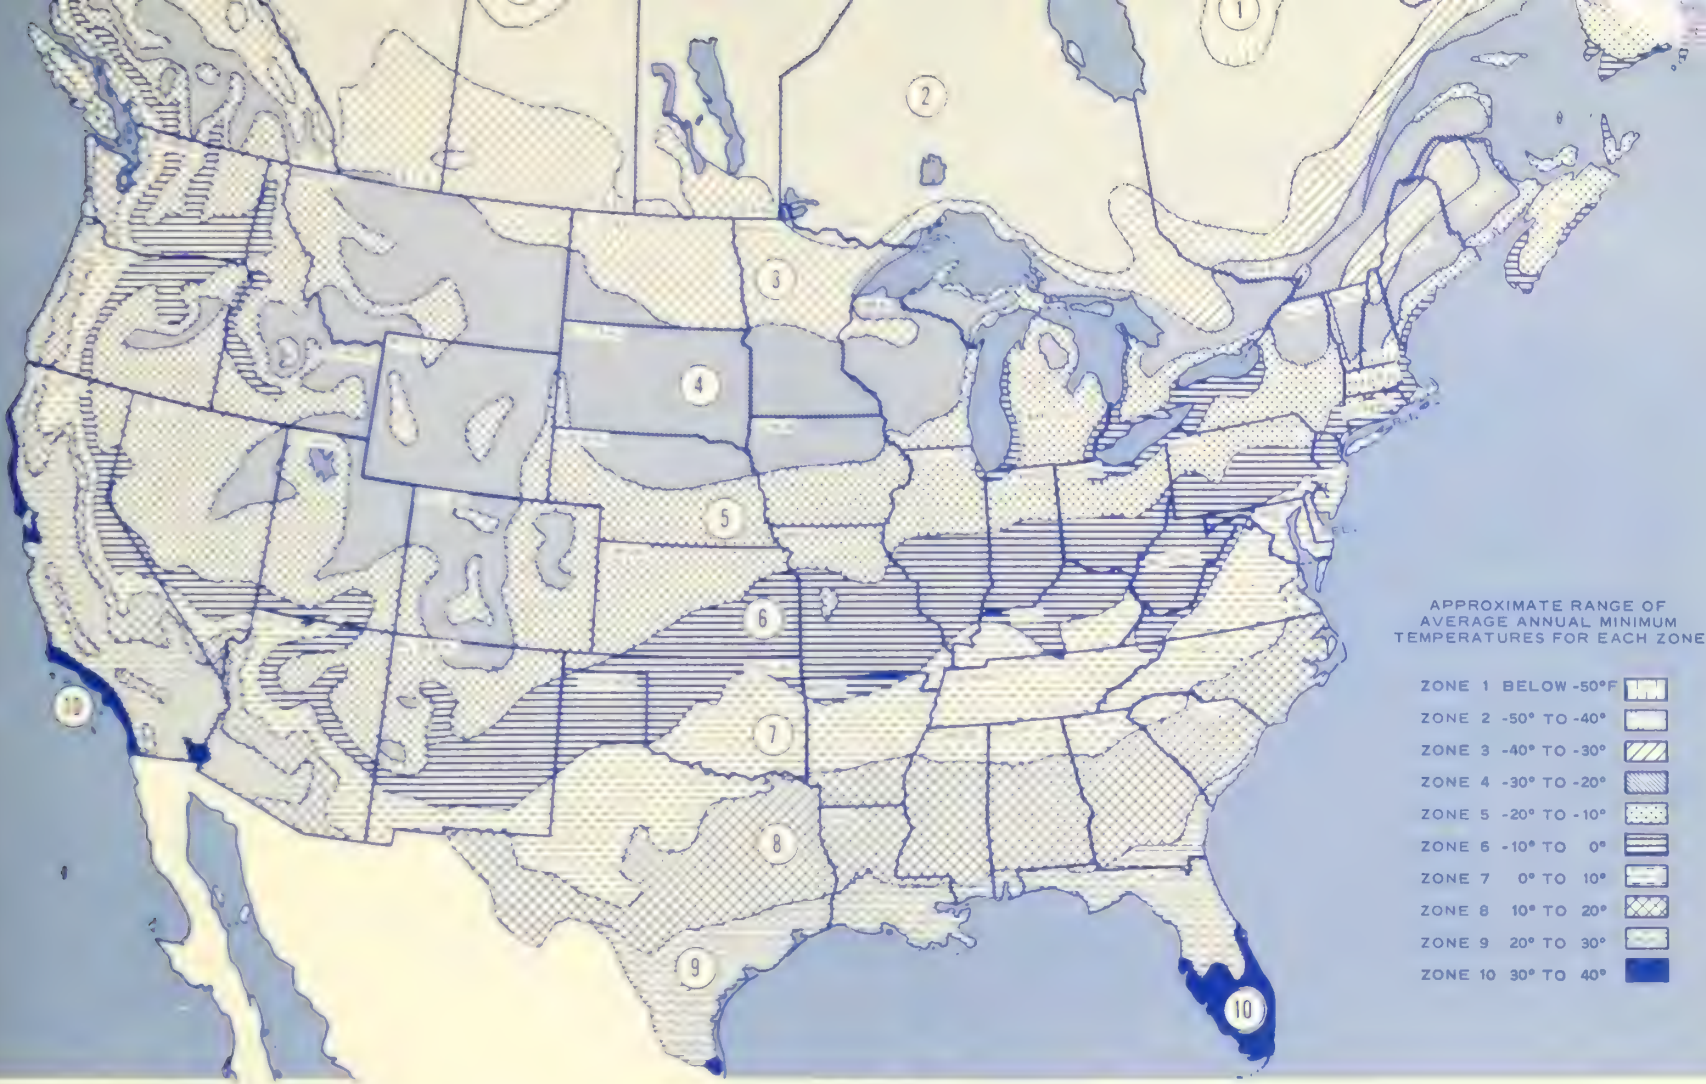 1
2
3
4
5
6
7
8
9
10
10
APPROXIMATE RANGE OF
AVERAGE ANNUAL MINIMUM
TEMPERATURES FOR EACH ZONE
ZONE 1 BELOW -50°F
ZONE 2 -50° TO -40°
ZONE 3 -40° TO -30°
ZONE 4 -30° TO -20°
ZONE 5 -20° TO -10°
ZONE 6 -10° TO 0°
ZONE 7 0° TO 10°
ZONE 8 10° TO 20°
ZONE 9 20° TO 30°
ZONE 10 30° TO 40°